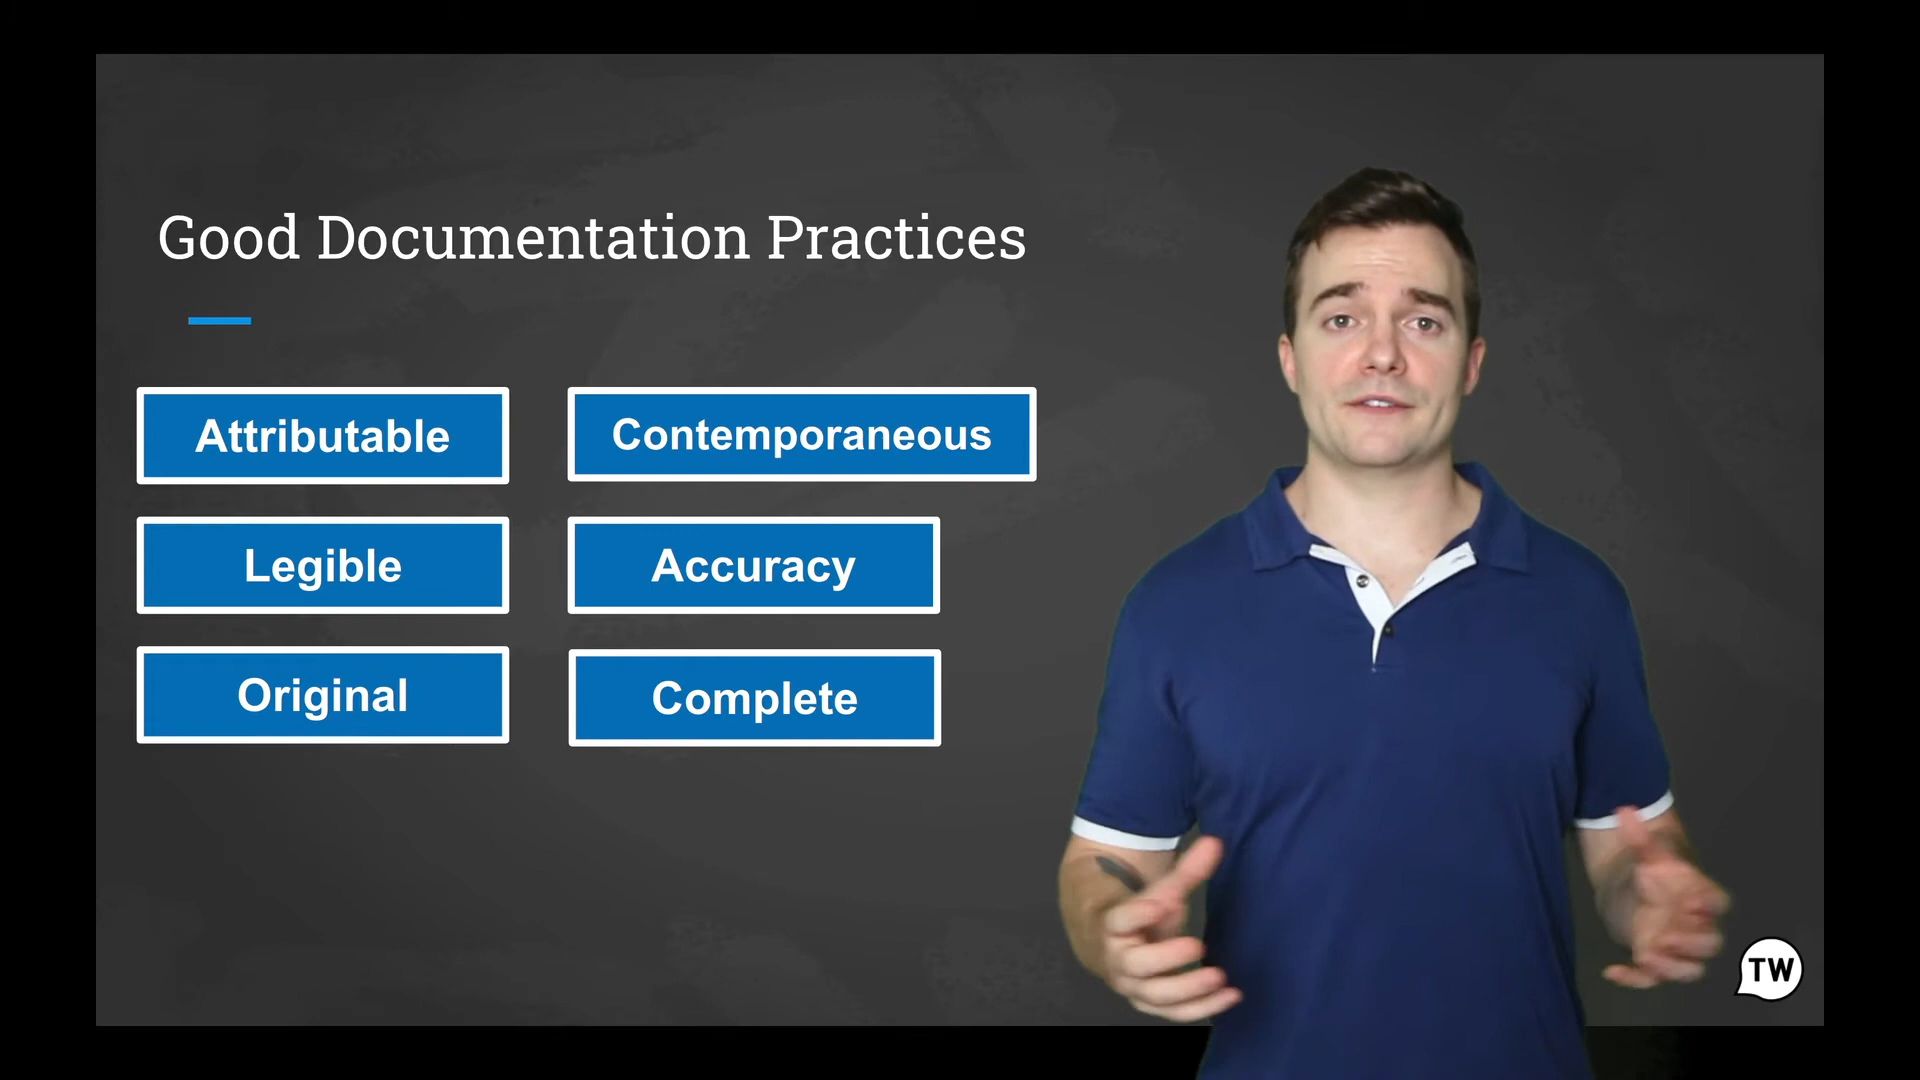 Good Documentation Practices
Attributable
Contemporaneous
Legible
Accuracy
Original
Complete
TW